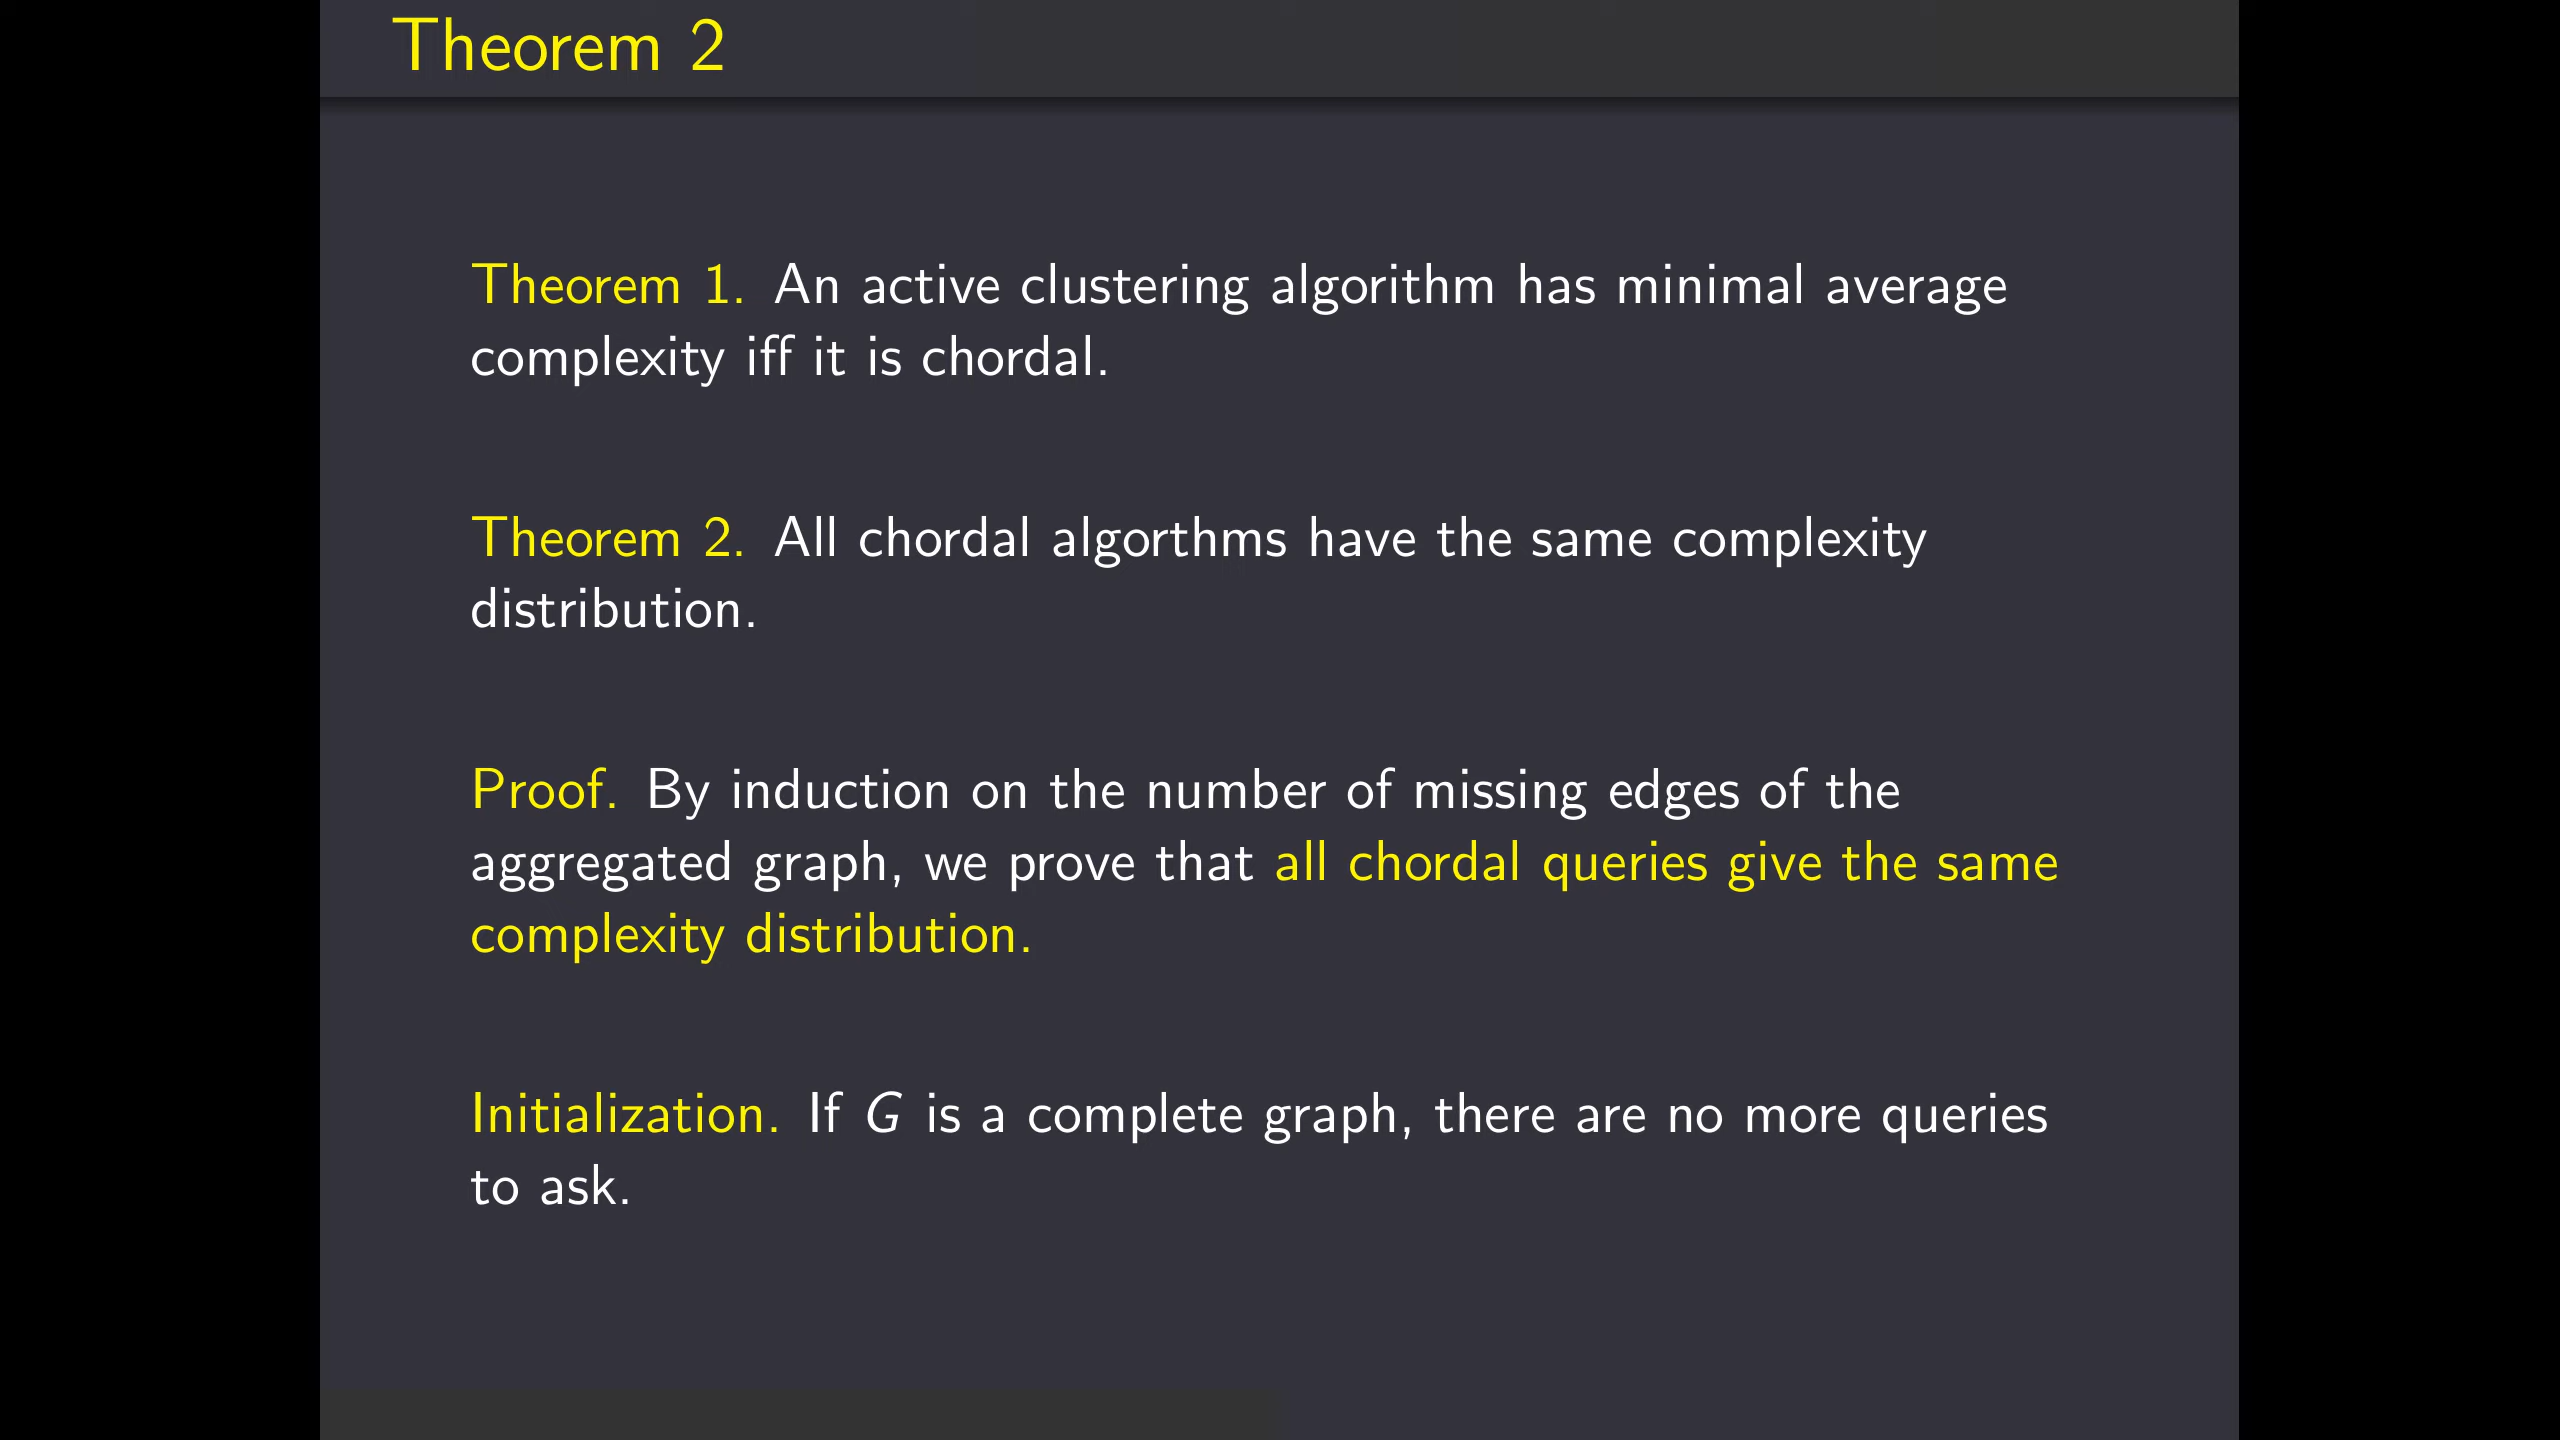 Theorem 2
Theorem 1. An active clustering algorithm has minimal average
complexity iff it is chordal.
Theorem 2. All chordal algorthms have the same complexity
distribution.
Proof. By induction on the number of missing edges of the
aggregated graph, we prove that all chordal queries give the same
complexity distribution.
Initialization. If G is a complete graph, there are no more queries
to ask.